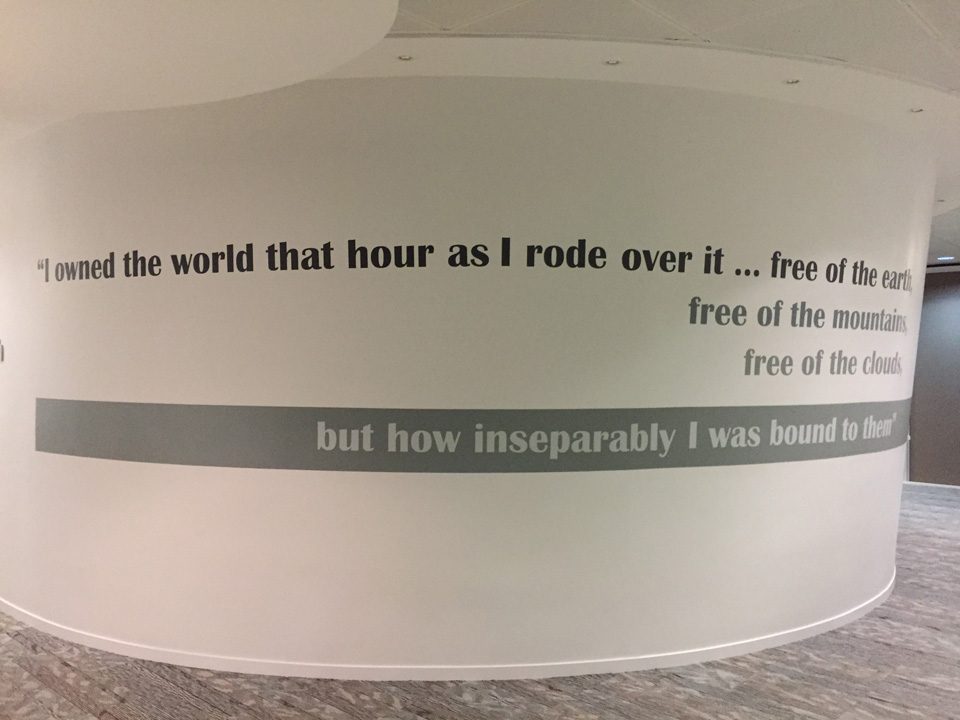 “I owned the world that hour as I rode over it ... free of the earth,
free of the mountains,
free of the clouds,
but how inseparably I was bound to them”